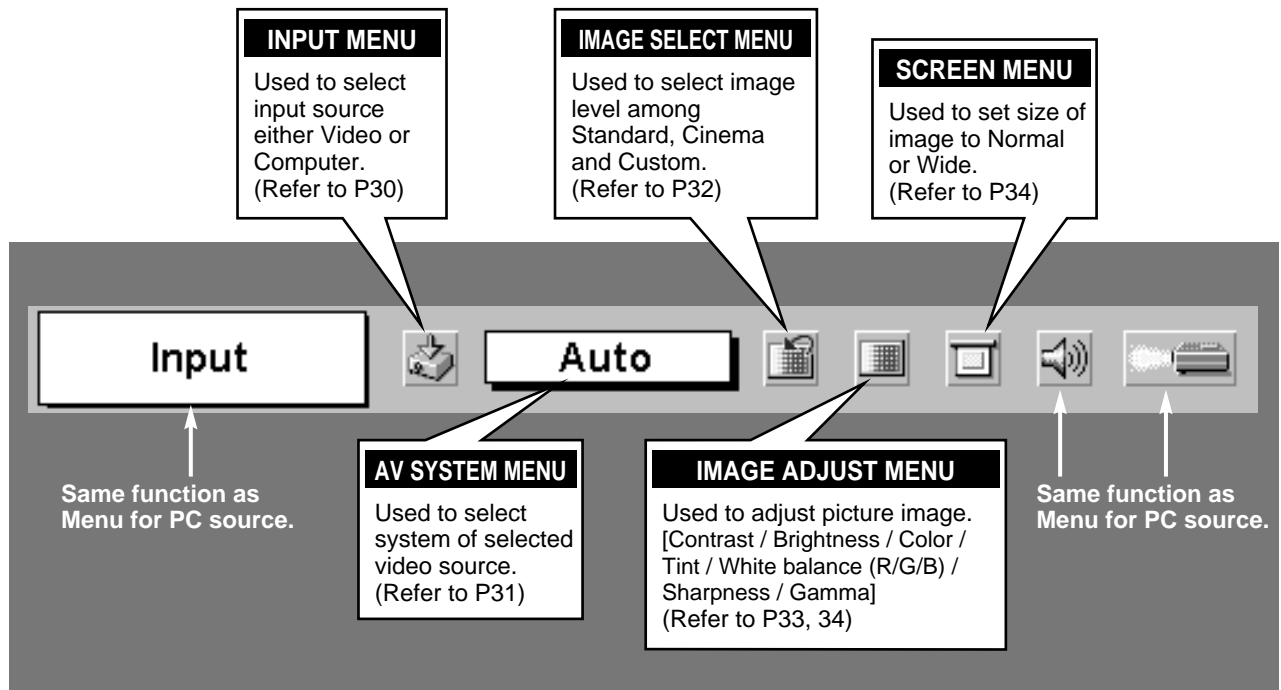 INPUT MENU
Used to select
input source
either Video or
Computer.
(Refer to P30)
IMAGE SELECT MENU
Used to select image
level among
Standard, Cinema
and Custom.
(Refer to P32)
SCREEN MENU
Used to set size of
image to Normal
or Wide.
(Refer to P34)
Input
Auto
Same function as
Menu for PC source.
AV SYSTEM MENU
Used to select
system of selected
video source.
(Refer to P31)
IMAGE ADJUST MENU
Used to adjust picture image.
[Contrast / Brightness / Color /
Tint / White balance (R/G/B) /
Sharpness / Gamma]
(Refer to P33, 34)
Same function as
Menu for PC source.